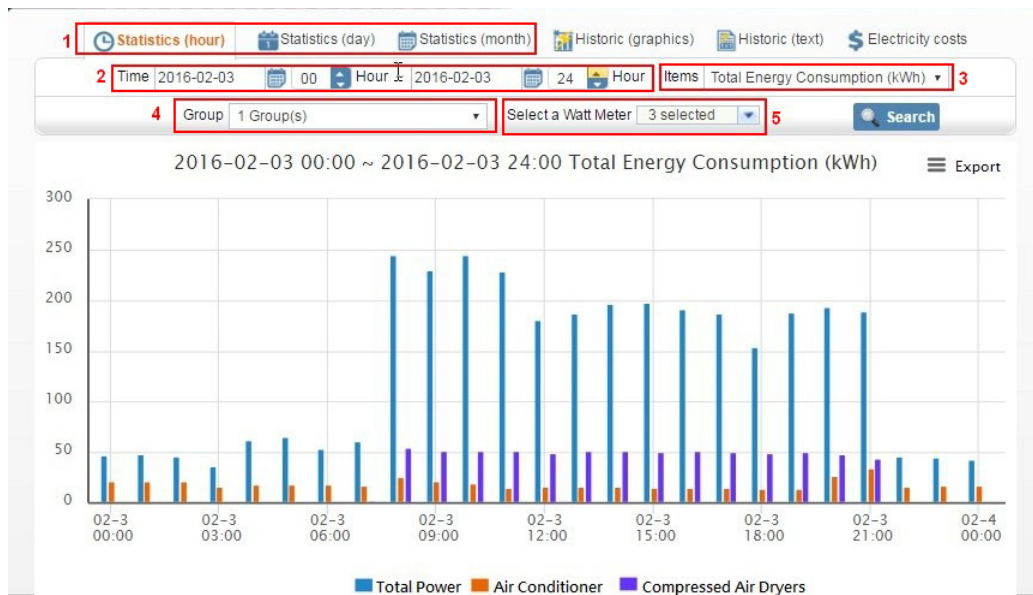 1 Statistics (hour) Statistics (day) Statistics (month) Historic (graphics) Historic (text) $ Electricity costs
2 Time 2016-02-03 00 Hour 2016-02-03 24 Hour Items Total Energy Consumption (kWh) 3
4 Group 1 Group(s) Select a Watt Meter 3 selected 5 Search
2016-02-03 00:00 ~ 2016-02-03 24:00 Total Energy Consumption (kWh) Export
300
250
200
150
100
50
0
02-3 02-3 02-3 02-3 02-3 02-3 02-3 02-3 02-4
00:00 03:00 06:00 09:00 12:00 15:00 18:00 21:00 00:00
Total Power Air Conditioner Compressed Air Dryers